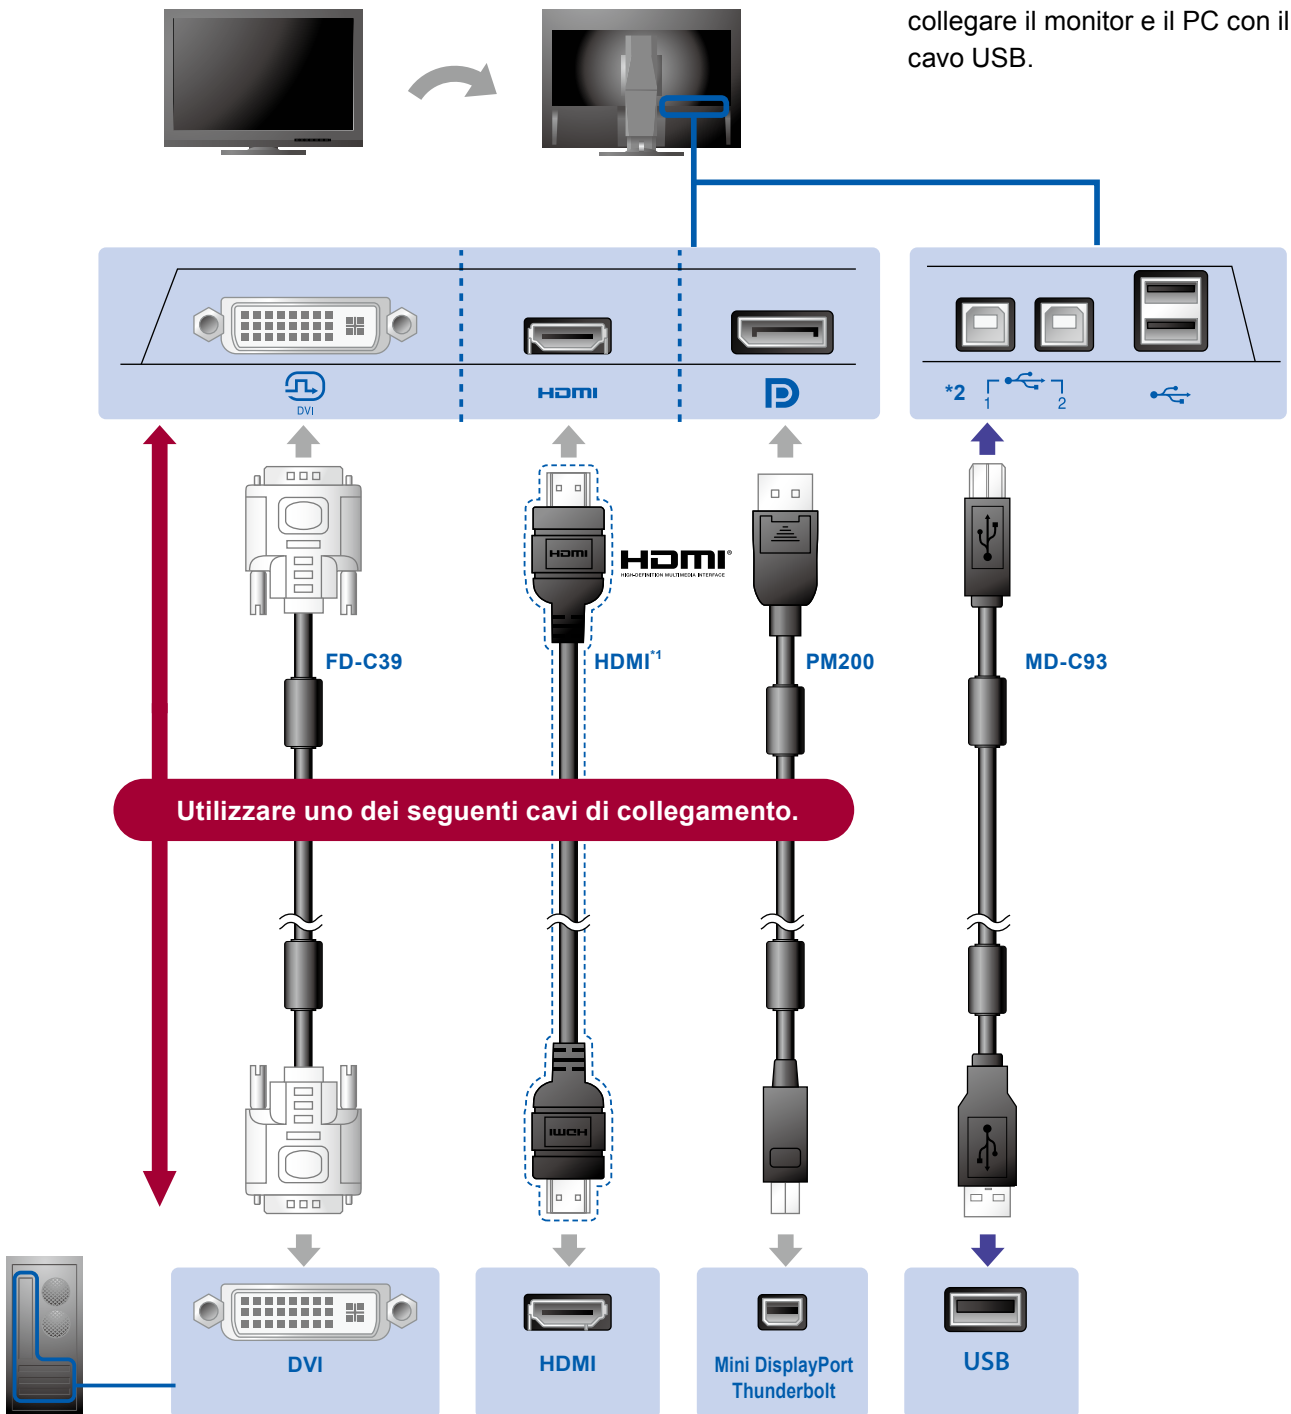 collegare il monitor e il PC con il
cavo USB.
DVI
HDMI
*2
1
2
HDMI
HDMI®
HIGH-DEFINITION MULTIMEDIA INTERFACE
FD-C39
HDMI*1
PM200
MD-C93
Utilizzare uno dei seguenti cavi di collegamento.
HDMI
DVI
HDMI
Mini DisplayPort
Thunderbolt
USB